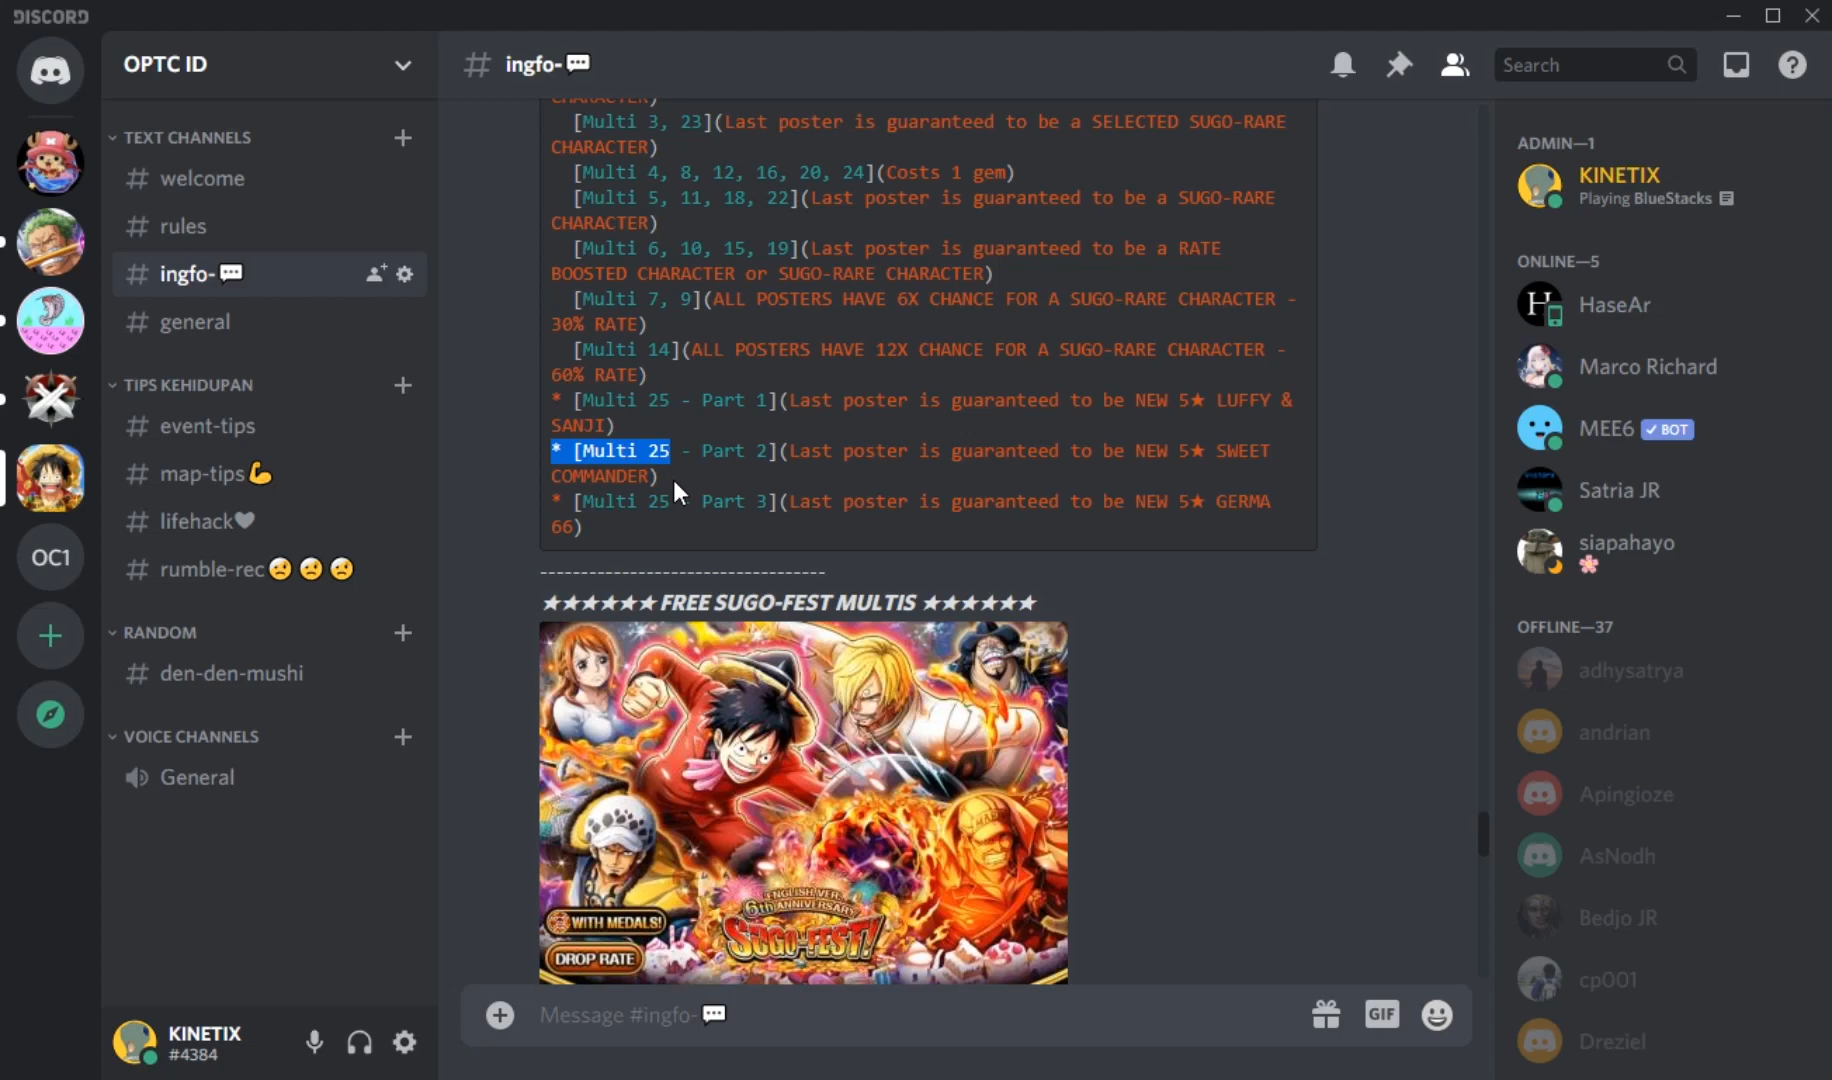 DISCORD
OPTC ID
TEXT CHANNELS
welcome
rules
ingfo-💬
general
TIPS KEHIDUPAN
event-tips
map-tips💪
lifehack🖤
rumble-rec🤕🤕🤕
RANDOM
den-den-mushi
VOICE CHANNELS
General
OC1
KINETIX
#4384
# ingfo-💬
Search
CHARACTER)
[Multi 3, 23](Last poster is guaranteed to be a SELECTED SUGO-RARE
CHARACTER)
[Multi 4, 8, 12, 16, 20, 24](Costs 1 gem)
[Multi 5, 11, 18, 22](Last poster is guaranteed to be a SUGO-RARE
CHARACTER)
[Multi 6, 10, 15, 19](Last poster is guaranteed to be a RATE
BOOSTED CHARACTER or SUGO-RARE CHARACTER)
[Multi 7, 9](ALL POSTERS HAVE 6X CHANCE FOR A SUGO-RARE CHARACTER -
30% RATE)
[Multi 14](ALL POSTERS HAVE 12X CHANCE FOR A SUGO-RARE CHARACTER -
60% RATE)
* [Multi 25 - Part 1](Last poster is guaranteed to be NEW 5★ LUFFY &
SANJI)
* [Multi 25 - Part 2](Last poster is guaranteed to be NEW 5★ SWEET
COMMANDER)
* [Multi 25 - Part 3](Last poster is guaranteed to be NEW 5★ GERMA
66)
----------------------------------
★★★★★★ FREE SUGO-FEST MULTIS ★★★★★★
WITH MEDALS!
DROP RATE
ENGLISH VER.
6th ANNIVERSARY
SUGO-FEST!
Message #ingfo-💬
GIF
ADMIN—1
KINETIX
Playing BlueStacks
ONLINE—5
HaseAr
Marco Richard
MEE6 ✓ BOT
Satria JR
siapahayo
🌸
OFFLINE—37
adhysatrya
andrian
Apingioze
AsNodh
Bedjo JR
cp001
Dreziel